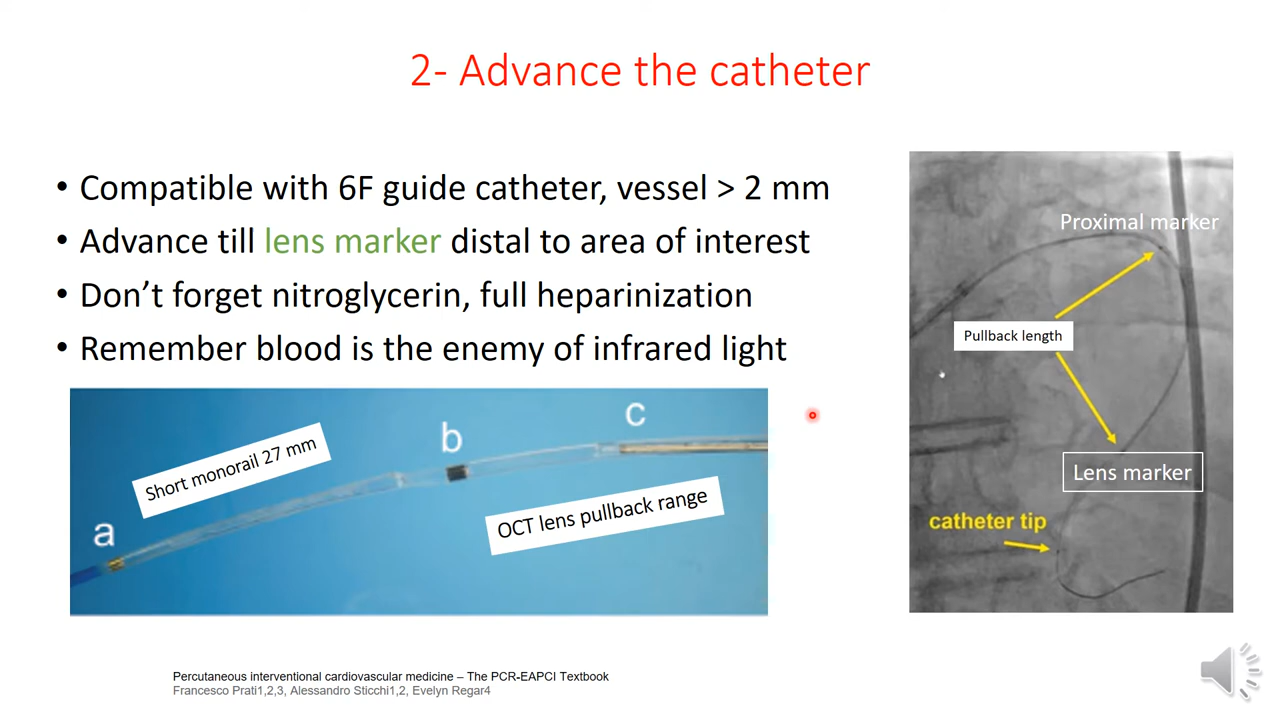 2- Advance the catheter
• Compatible with 6F guide catheter, vessel > 2 mm
• Advance till lens marker distal to area of interest
• Don’t forget nitroglycerin, full heparinization
• Remember blood is the enemy of infrared light
Short monorail 27 mm
a
b
c
OCT lens pullback range
Proximal marker
Pullback length
Lens marker
catheter tip
Percutaneous interventional cardiovascular medicine – The PCR-EAPCI Textbook
Francesco Prati1,2,3, Alessandro Sticchi1,2, Evelyn Regar4